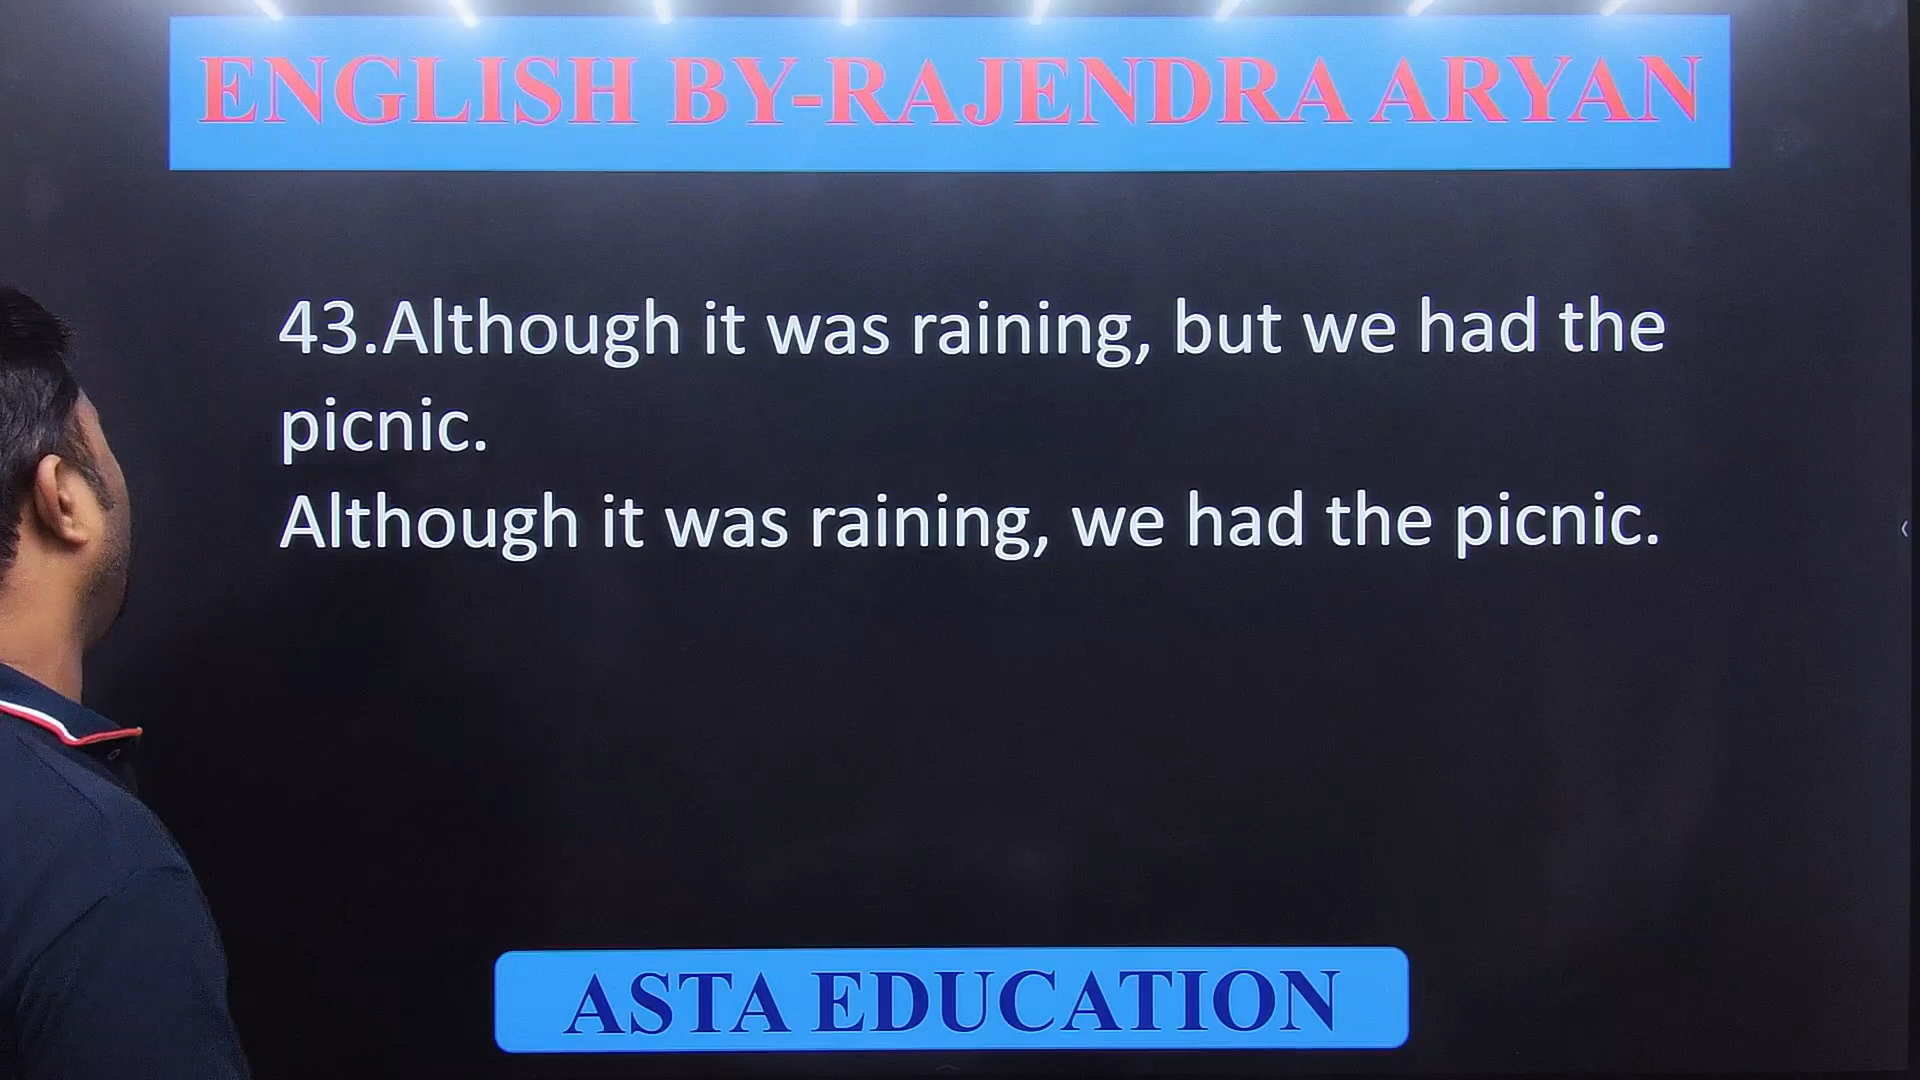 ENGLISH BY-RAJENDRA ARYAN
43.Although it was raining, but we had the
picnic.
Although it was raining, we had the picnic.
ASTA EDUCATION